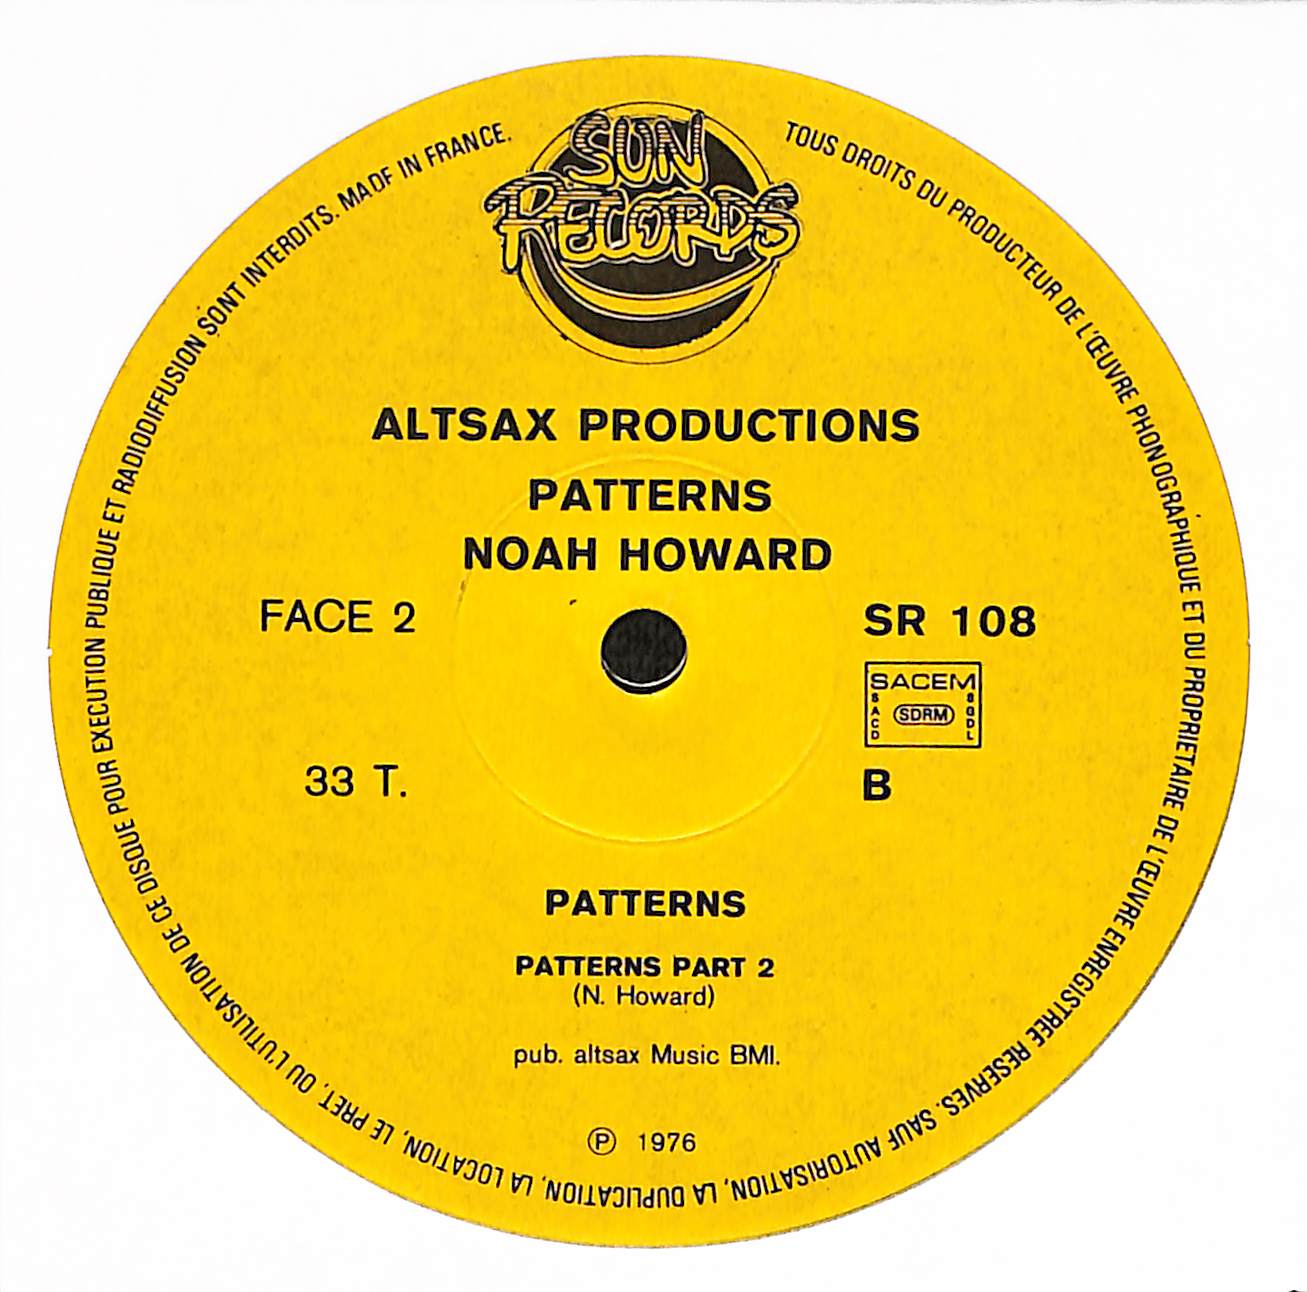 SUN
RECORDS
TOUS DROITS DU PRODUCTEUR DE L'ŒUVRE PHONOGRAPHIQUE ET DU PROPRIETAIRE DE L'ŒUVRE ENREGISTREE RESERVES. SAUF AUTORISATION, LA DUPLICATION, LA LOCATION, LE PRET, OU L'UTILISATION DE CE DISQUE POUR EXECUTION PUBLIQUE ET RADIODIFFUSION SONT INTERDITS. MADF IN FRANCE.
ALTSAX PRODUCTIONS
PATTERNS
NOAH HOWARD
FACE 2
SR 108
SACEM
SACD
SDRM
SGDL
33 T.
B
PATTERNS
PATTERNS PART 2
(N. Howard)
pub. altsax Music BMI.
℗ 1976